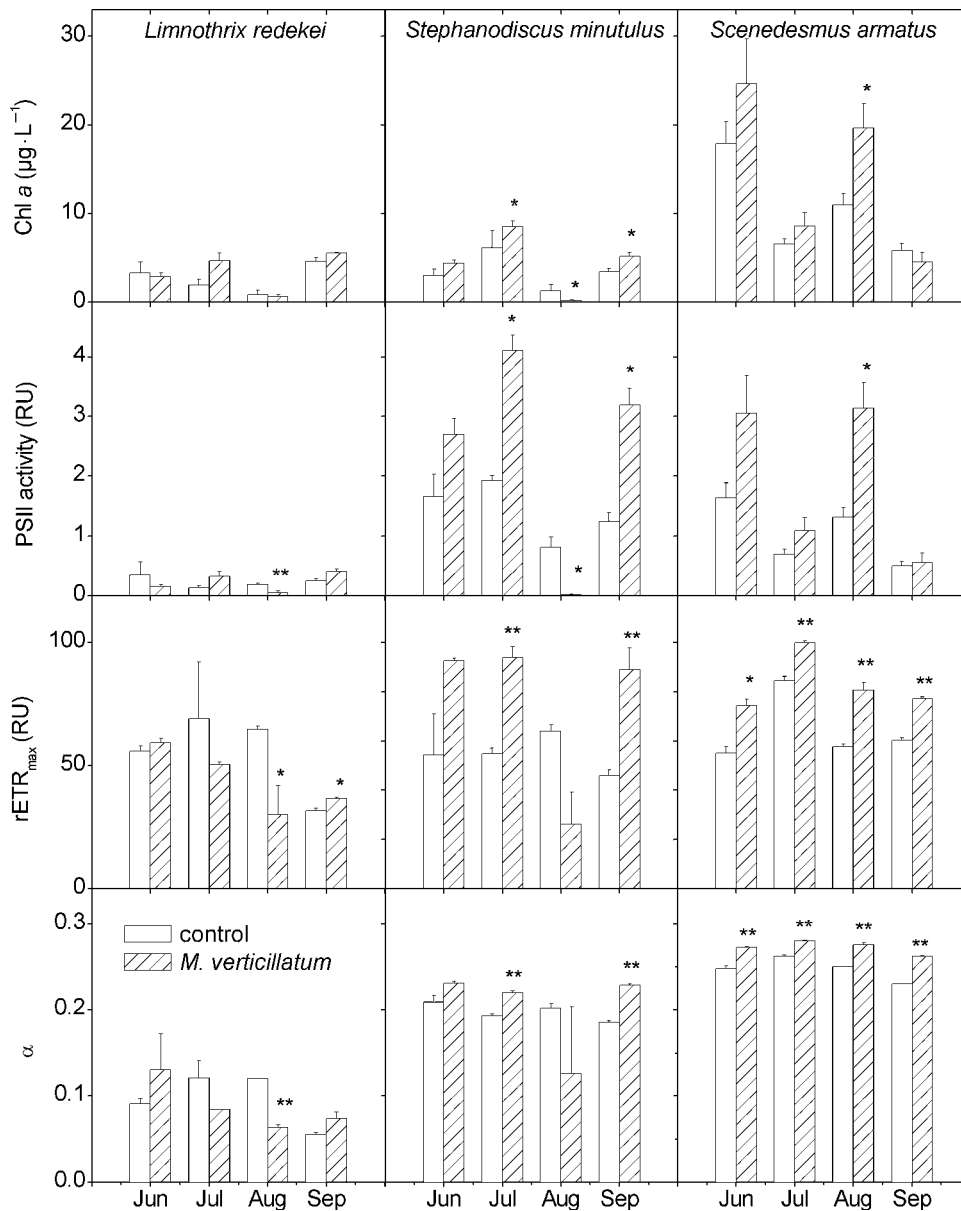 Limnothrix redekei Stephanodiscus minutulus Scenedesmus armatus
30
20
10
0
Chl a (µg·L⁻¹)
* * * *
4
3
2
1
0
PSII activity (RU)
** * * * *
100
50
0
rETRmax (RU)
* * ** ** * ** ** **
0.3
0.2
0.1
0.0
α
control
M. verticillatum
** ** ** ** ** ** **
Jun Jul Aug Sep Jun Jul Aug Sep Jun Jul Aug Sep